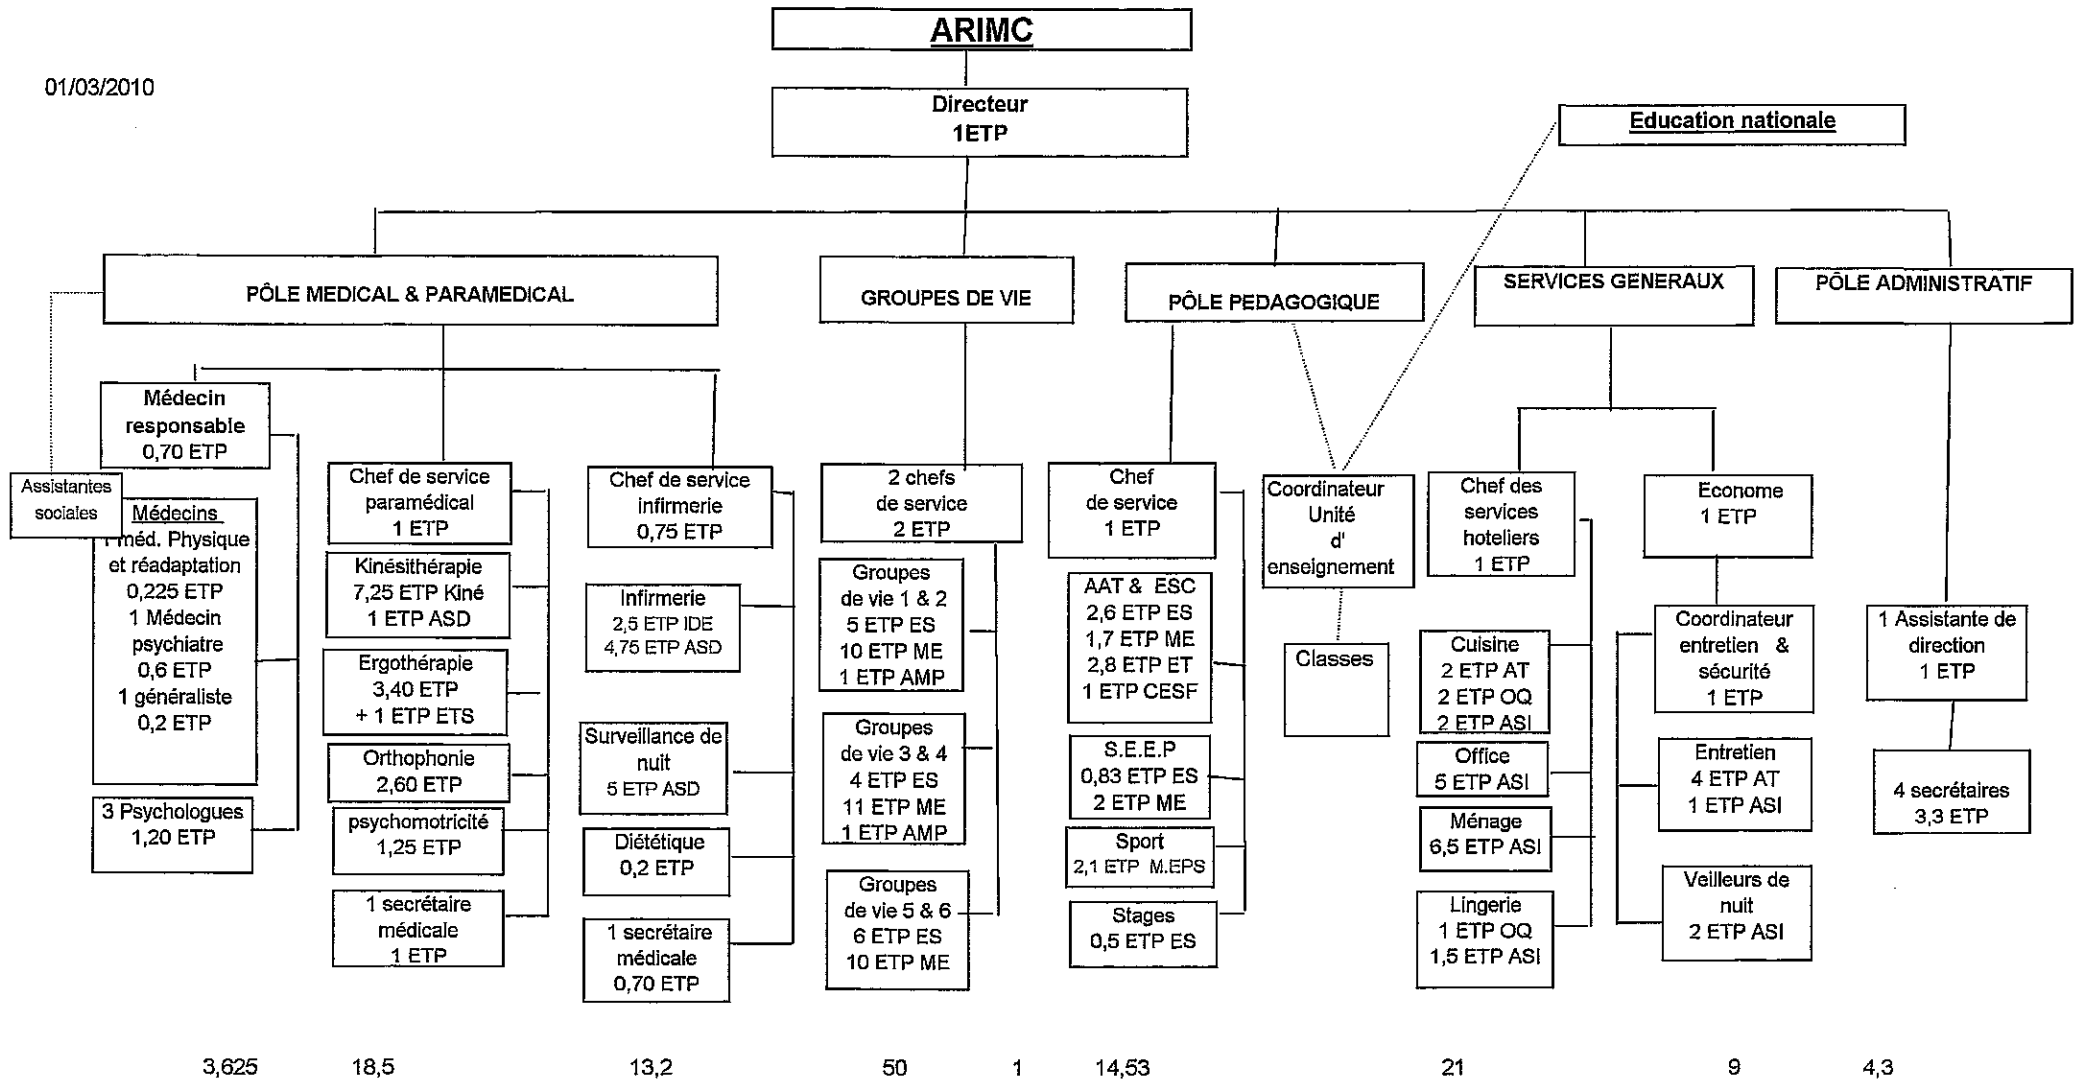 ARIMC
01/03/2010
Directeur
1ETP
Education nationale
PÔLE MEDICAL & PARAMEDICAL
GROUPES DE VIE
PÔLE PEDAGOGIQUE
SERVICES GENERAUX
PÔLE ADMINISTRATIF
Médecin
responsable
0,70 ETP
Assistantes
sociales
Médecins
méd. Physique
et réadaptation
0,225 ETP
1 Médecin
psychiatre
0,6 ETP
1 généraliste
0,2 ETP
3 Psychologues
1,20 ETP
Chef de service
paramédical
1 ETP
Kinésithérapie
7,25 ETP Kiné
1 ETP ASD
Ergothérapie
3,40 ETP
+ 1 ETP ETS
Orthophonie
2,60 ETP
psychomotricité
1,25 ETP
1 secrétaire
médicale
1 ETP
Chef de service
infirmerie
0,75 ETP
Infirmerie
2,5 ETP IDE
4,75 ETP ASD
Surveillance de
nuit
5 ETP ASD
Diététique
0,2 ETP
1 secrétaire
médicale
0,70 ETP
2 chefs
de service
2 ETP
Groupes
de vie 1 & 2
5 ETP ES
10 ETP ME
1 ETP AMP
Groupes
de vie 3 & 4
4 ETP ES
11 ETP ME
1 ETP AMP
Groupes
de vie 5 & 6
6 ETP ES
10 ETP ME
Chef
de service
1 ETP
AAT & ESC
2,6 ETP ES
1,7 ETP ME
2,8 ETP ET
1 ETP CESF
S.E.E.P
0,83 ETP ES
2 ETP ME
Sport
2,1 ETP M.EPS
Stages
0,5 ETP ES
Coordinateur
Unité
d'
enseignement
Classes
Chef des
services
hoteliers
1 ETP
Cuisine
2 ETP AT
2 ETP OQ
2 ETP ASI
Office
5 ETP ASI
Ménage
6,5 ETP ASI
Lingerie
1 ETP OQ
1,5 ETP ASI
Econome
1 ETP
Coordinateur
entretien &
sécurité
1 ETP
Entretien
4 ETP AT
1 ETP ASI
Veilleurs de
nuit
2 ETP ASI
1 Assistante de
direction
1 ETP
4 secrétaires
3,3 ETP
3,625 18,5 13,2 50 1 14,53 21 9 4,3